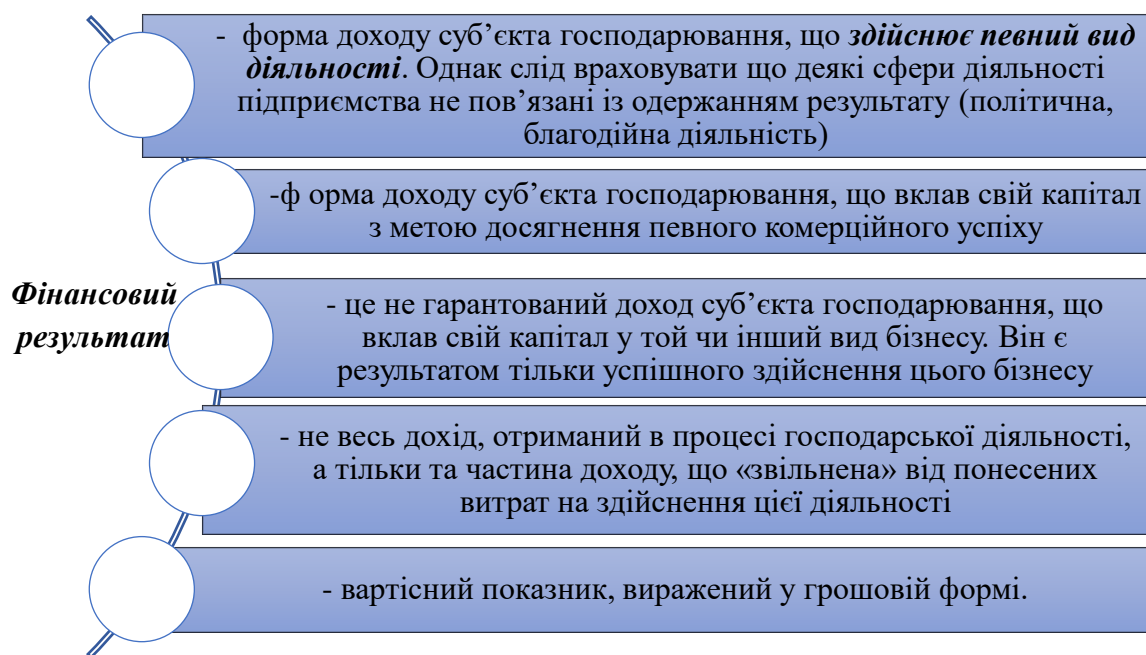 - форма доходу суб’єкта господарювання, що здійснює певний вид
діяльності. Однак слід враховувати що деякі сфери діяльності
підприємства не пов’язані із одержанням результату (політична,
благодійна діяльність)
-ф орма доходу суб’єкта господарювання, що вклав свій капітал
з метою досягнення певного комерційного успіху
Фінансовий
результат
- це не гарантований доход суб’єкта господарювання, що
вклав свій капітал у той чи інший вид бізнесу. Він є
результатом тільки успішного здійснення цього бізнесу
- не весь дохід, отриманий в процесі господарської діяльності,
а тільки та частина доходу, що «звільнена» від понесених
витрат на здійснення цієї діяльності
- вартісний показник, виражений у грошовій формі.